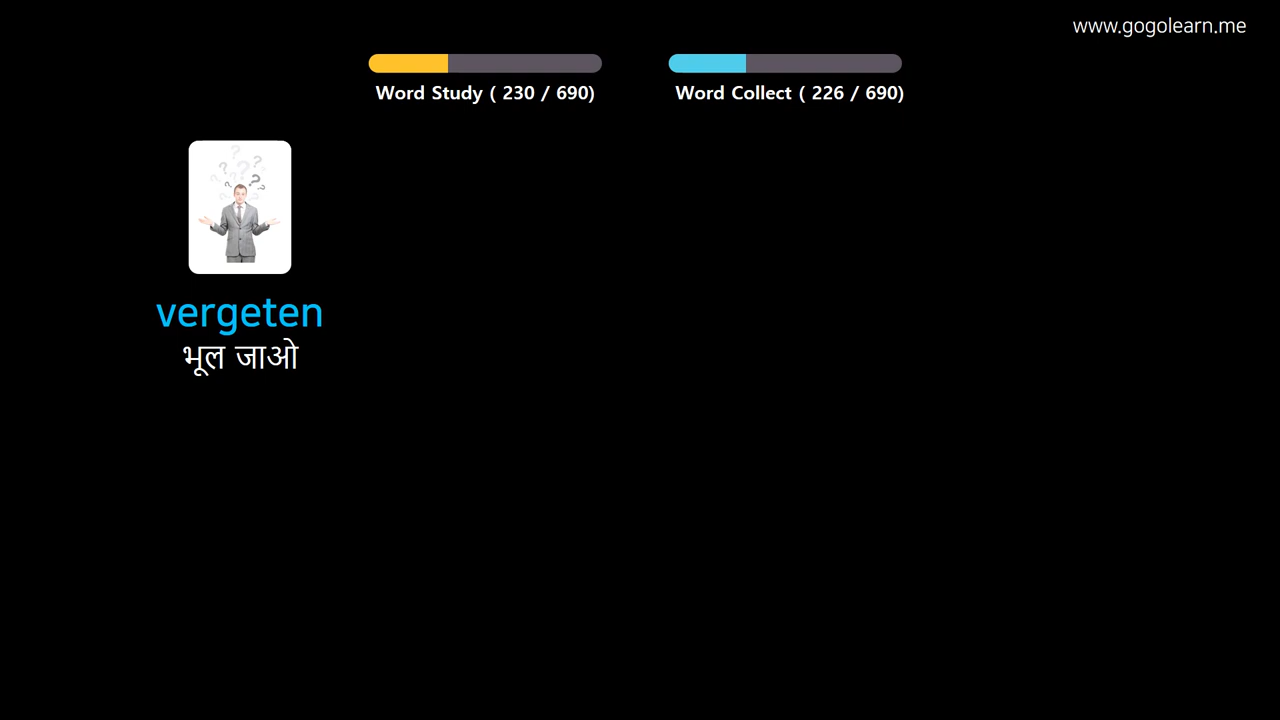 www.gogolearn.me
Word Study ( 230 / 690)
Word Collect ( 226 / 690)
vergeten
भूल जाओ